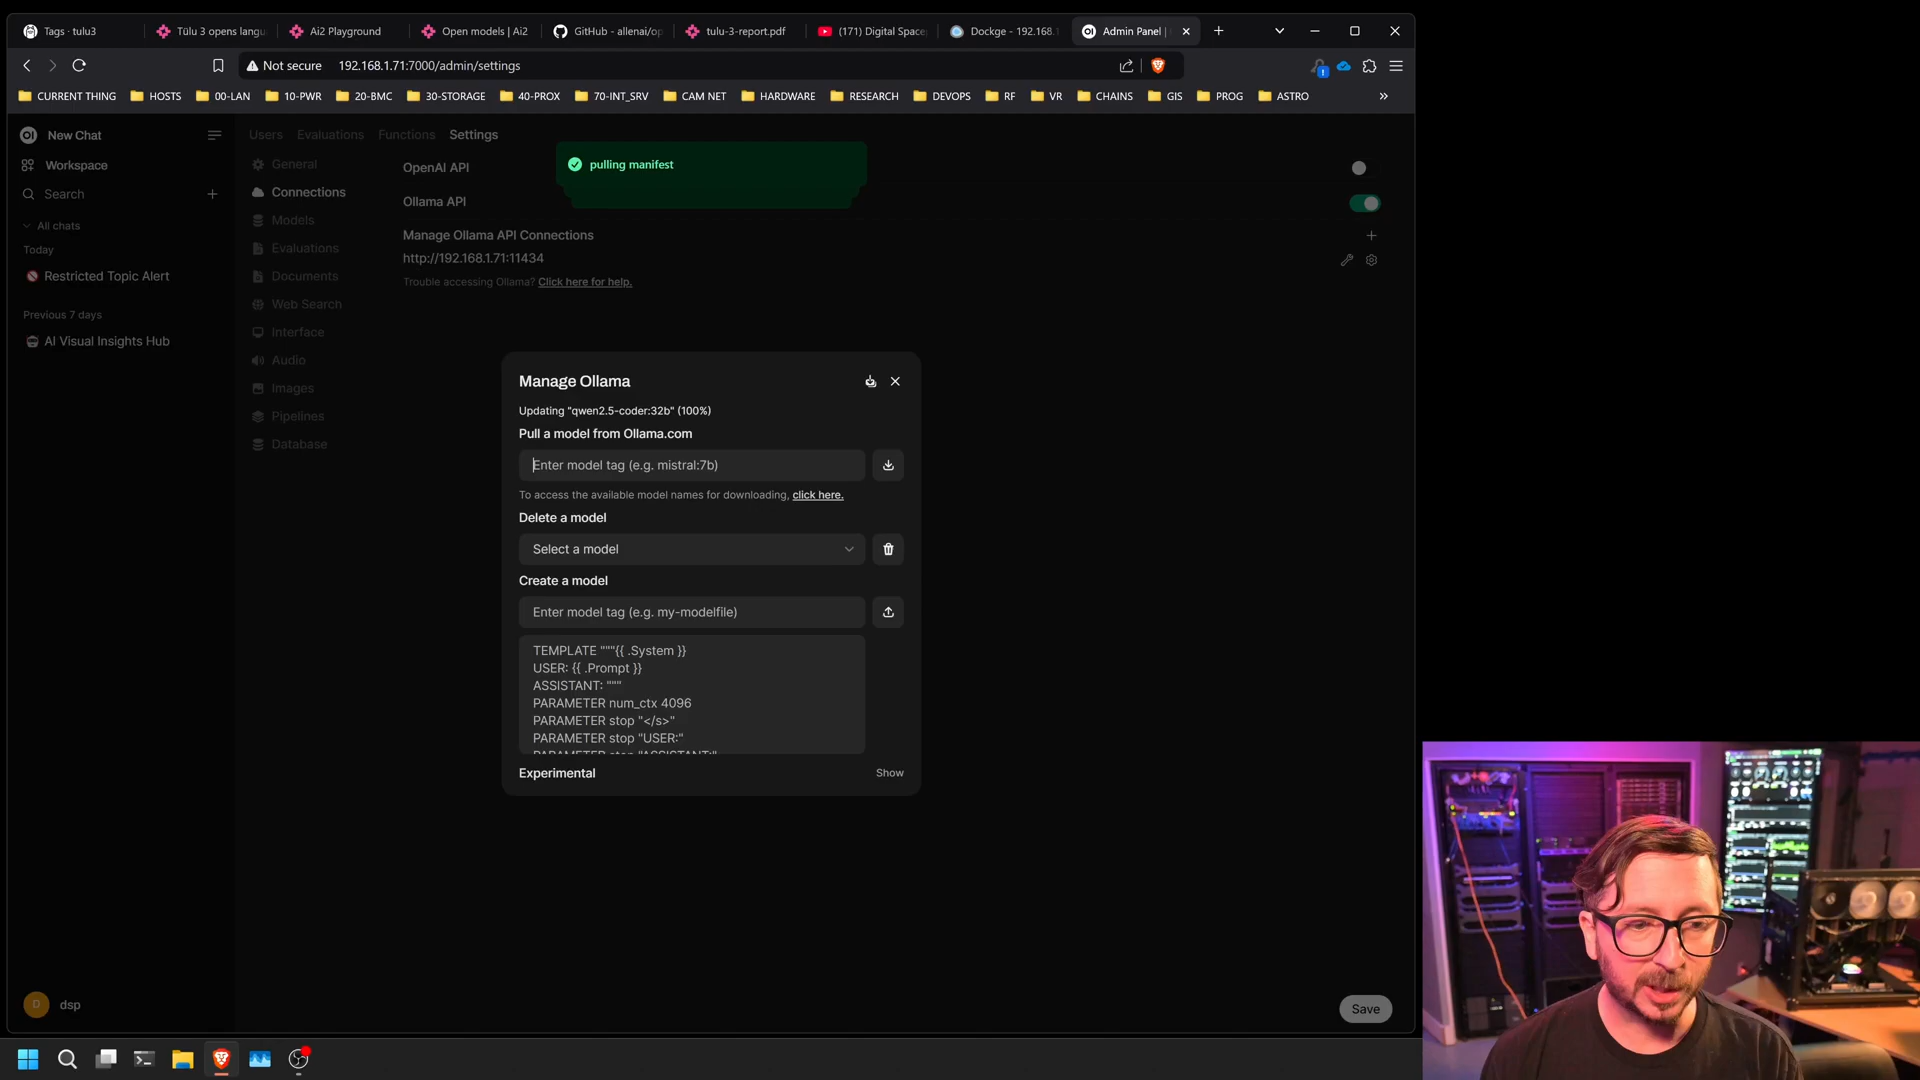 Tags · tulu3
Tülu 3 opens langu
Ai2 Playground
Open models | Ai2
GitHub - allenai/op
tulu-3-report.pdf
(171) Digital Space
Dockge - 192.168.
Admin Panel |
Not secure
192.168.1.71:7000/admin/settings
CURRENT THING
HOSTS
00-LAN
10-PWR
20-BMC
30-STORAGE
40-PROX
70-INT_SRV
CAM NET
HARDWARE
RESEARCH
DEVOPS
RF
VR
CHAINS
GIS
PROG
ASTRO
New Chat
Workspace
Search
All chats
Today
Restricted Topic Alert
Previous 7 days
AI Visual Insights Hub
dsp
Users
Evaluations
Functions
Settings
General
Connections
Models
Evaluations
Documents
Web Search
Interface
Audio
Images
Pipelines
Database
pulling manifest
OpenAI API
Ollama API
Manage Ollama API Connections
http://192.168.1.71:11434
Trouble accessing Ollama? Click here for help.
Manage Ollama
Updating "qwen2.5-coder:32b" (100%)
Pull a model from Ollama.com
Enter model tag (e.g. mistral:7b)
To access the available model names for downloading, click here.
Delete a model
Select a model
Create a model
Enter model tag (e.g. my-modelfile)
TEMPLATE """{{ .System }}
USER: {{ .Prompt }}
ASSISTANT: """
PARAMETER num_ctx 4096
PARAMETER stop "</s>"
PARAMETER stop "USER:"
PARAMETER stop "ASSISTANT:"
Experimental
Show
Save